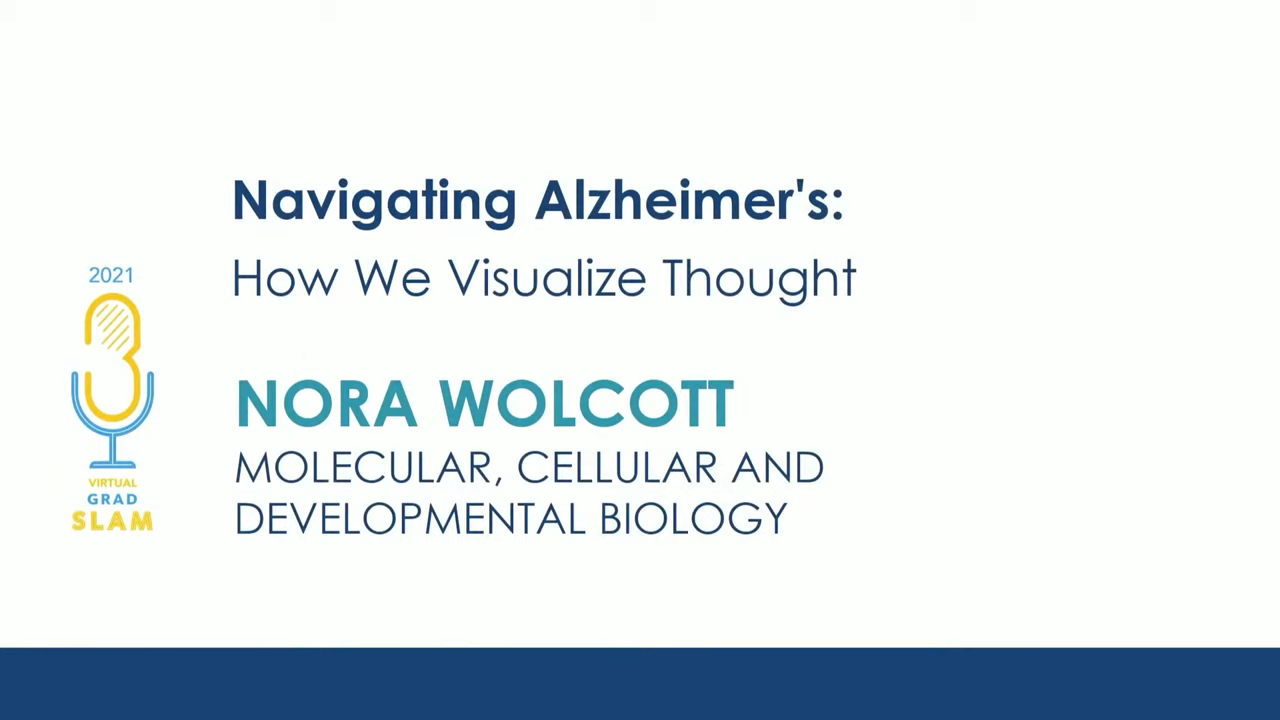 Navigating Alzheimer's:
How We Visualize Thought
2021
VIRTUAL
GRAD
SLAM
NORA WOLCOTT
MOLECULAR, CELLULAR AND
DEVELOPMENTAL BIOLOGY